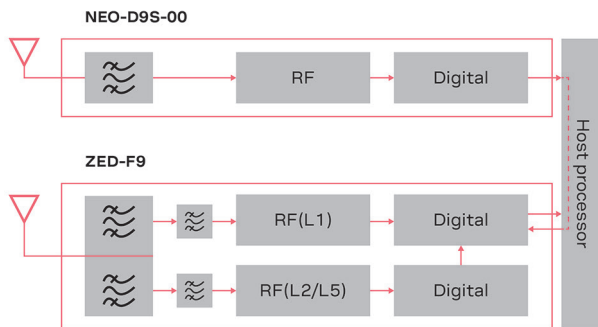 NEO-D9S-00
RF
Digital
Host processor
ZED-F9
RF(L1)
Digital
RF(L2/L5)
Digital